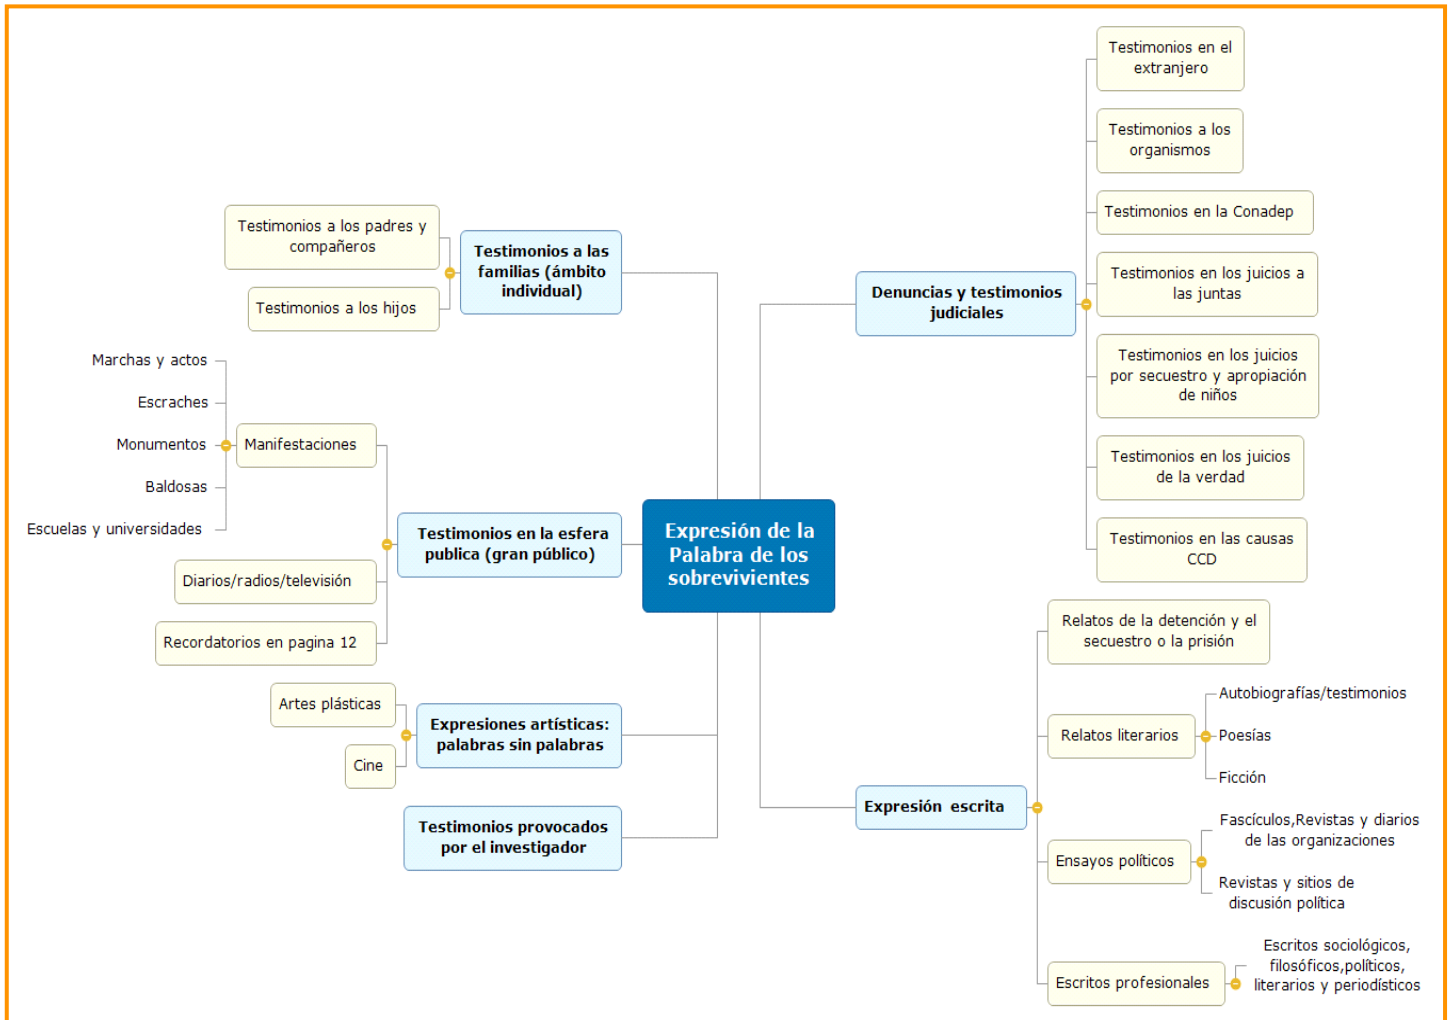 Expresión de la
Palabra de los
sobrevivientes
Testimonios a las
familias (ámbito
individual)
Testimonios a los padres y
compañeros
Testimonios a los hijos
Testimonios en la esfera
publica (gran público)
Manifestaciones
Marchas y actos
Escraches
Monumentos
Baldosas
Escuelas y universidades
Diarios/radios/televisión
Recordatorios en pagina 12
Expresiones artísticas:
palabras sin palabras
Artes plásticas
Cine
Testimonios provocados
por el investigador
Denuncias y testimonios
judiciales
Testimonios en el
extranjero
Testimonios a los
organismos
Testimonios en la Conadep
Testimonios en los juicios a
las juntas
Testimonios en los juicios
por secuestro y apropiación
de niños
Testimonios en los juicios
de la verdad
Testimonios en las causas
CCD
Expresión escrita
Relatos de la detención y el
secuestro o la prisión
Relatos literarios
Autobiografías/testimonios
Poesías
Ficción
Ensayos políticos
Fascículos,Revistas y diarios
de las organizaciones
Revistas y sitios de
discusión política
Escritos profesionales
Escritos sociológicos,
filosóficos,políticos,
literarios y periodísticos